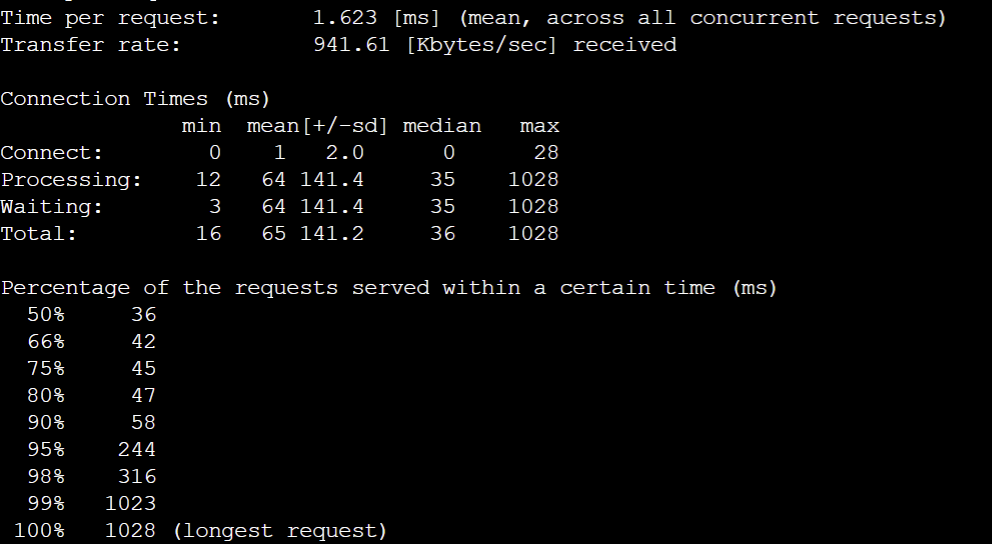 Time per request: 1.623 [ms] (mean, across all concurrent requests)
Transfer rate: 941.61 [Kbytes/sec] received
Connection Times (ms)
min mean[+/-sd] median max
Connect: 0 1 2.0 0 28
Processing: 12 64 141.4 35 1028
Waiting: 3 64 141.4 35 1028
Total: 16 65 141.2 36 1028
Percentage of the requests served within a certain time (ms)
50% 36
66% 42
75% 45
80% 47
90% 58
95% 244
98% 316
99% 1023
100% 1028 (longest request)